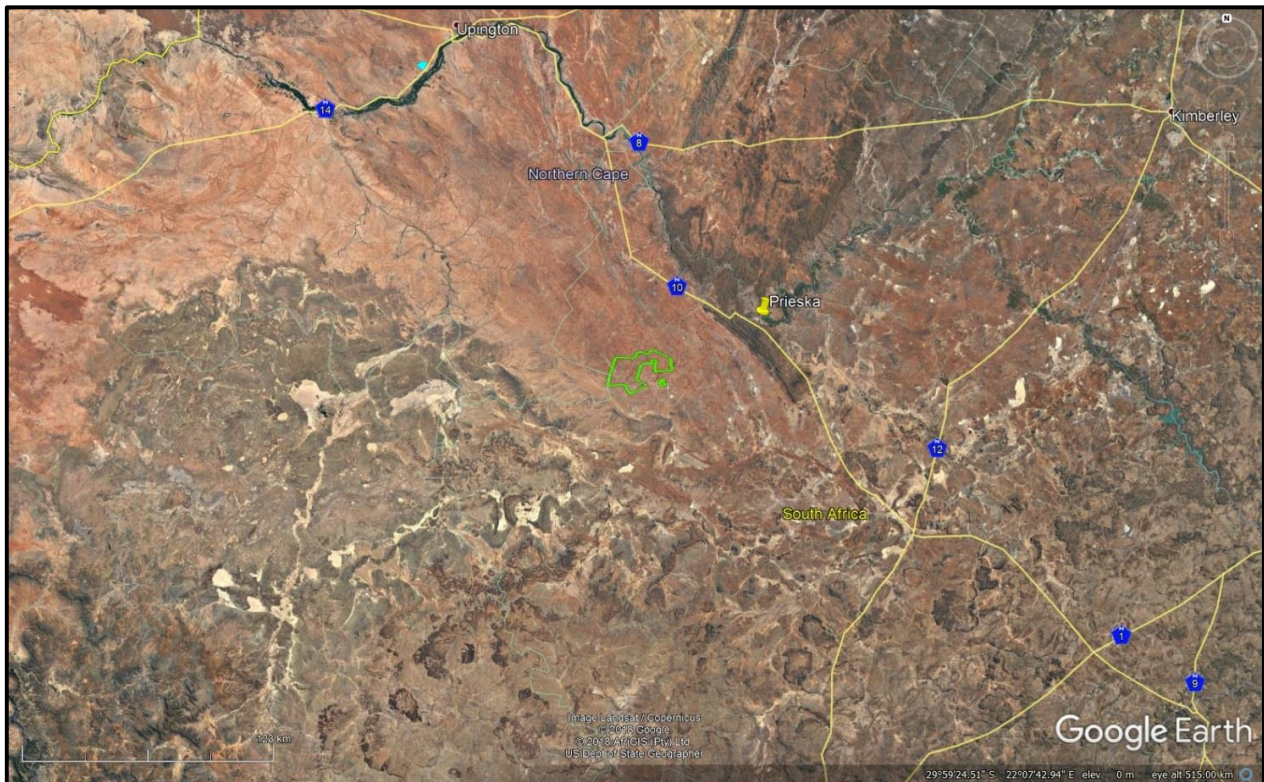 N
Upington
14
Kimberley
N
8
Northern Cape
N
10
Prieska
N
12
South Africa
N
1
N
9
Image Landsat / Copernicus
© 2018 Google
© 2018 AfriGIS (Pty) Ltd
US Dept of State Geographer
123 km
Google Earth
29°59'24.51" S 22°07'42.94" E elev 0 m eye alt 515.00 km